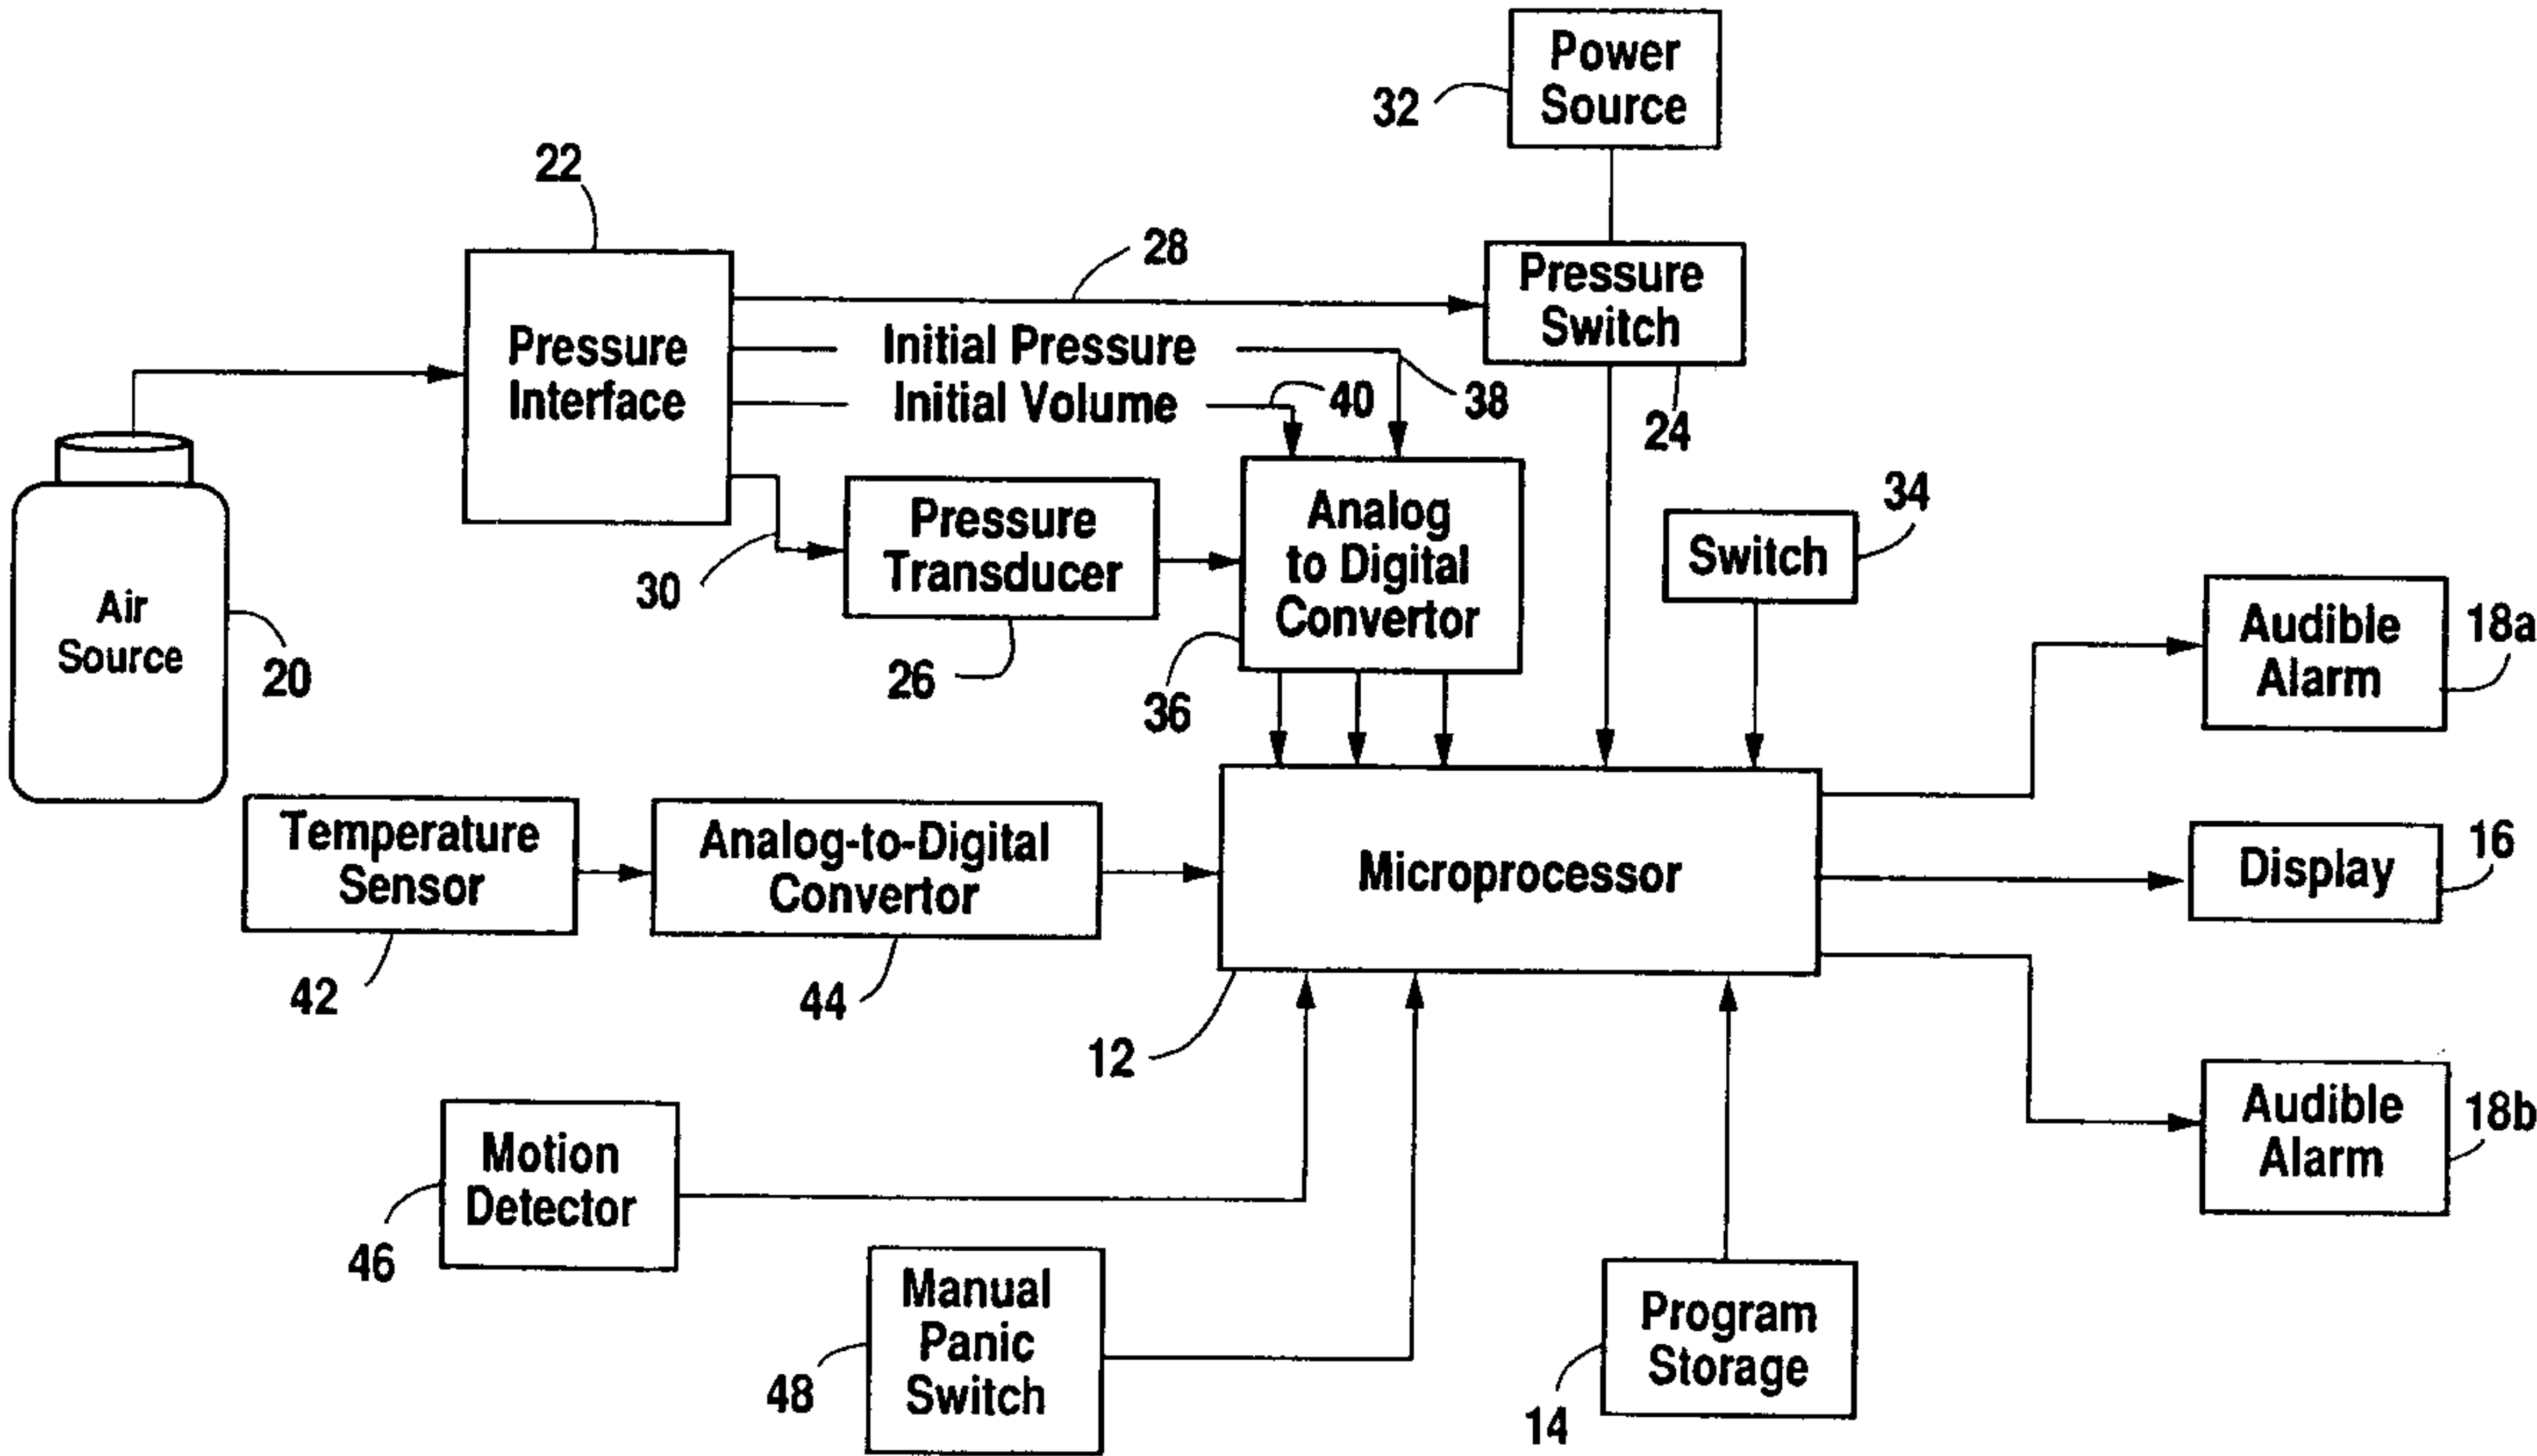 Power
Source
32
22
28
Pressure
Switch
24
Pressure
Interface
Initial Pressure
38
Initial Volume
40
34
Switch
Analog
to Digital
Convertor
36
Pressure
Transducer
26
30
Air
Source
20
Audible
Alarm
18a
Temperature
Sensor
42
Analog-to-Digital
Convertor
44
Microprocessor
12
Display
16
Audible
Alarm
18b
Motion
Detector
46
Manual
Panic
Switch
48
Program
Storage
14